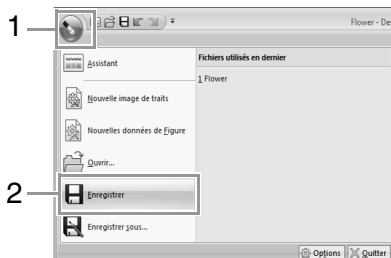 1
Flower - De
Assistant
Fichiers utilisés en dernier
1 Flower
Nouvelle image de traits
Nouvelles données de Figure
Ouvrir...
2
Enregistrer
Enregistrer sous...
Options
Quitter